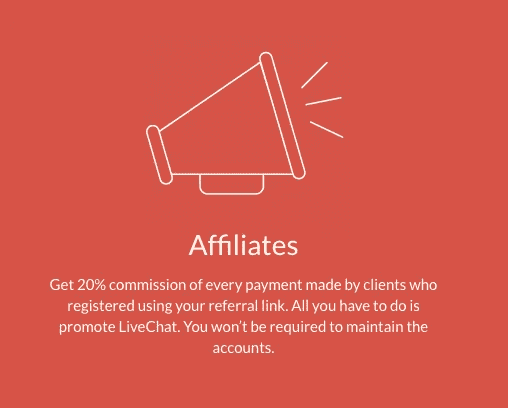 Affiliates
Get 20% commission of every payment made by clients who
registered using your referral link. All you have to do is
promote LiveChat. You won’t be required to maintain the
accounts.